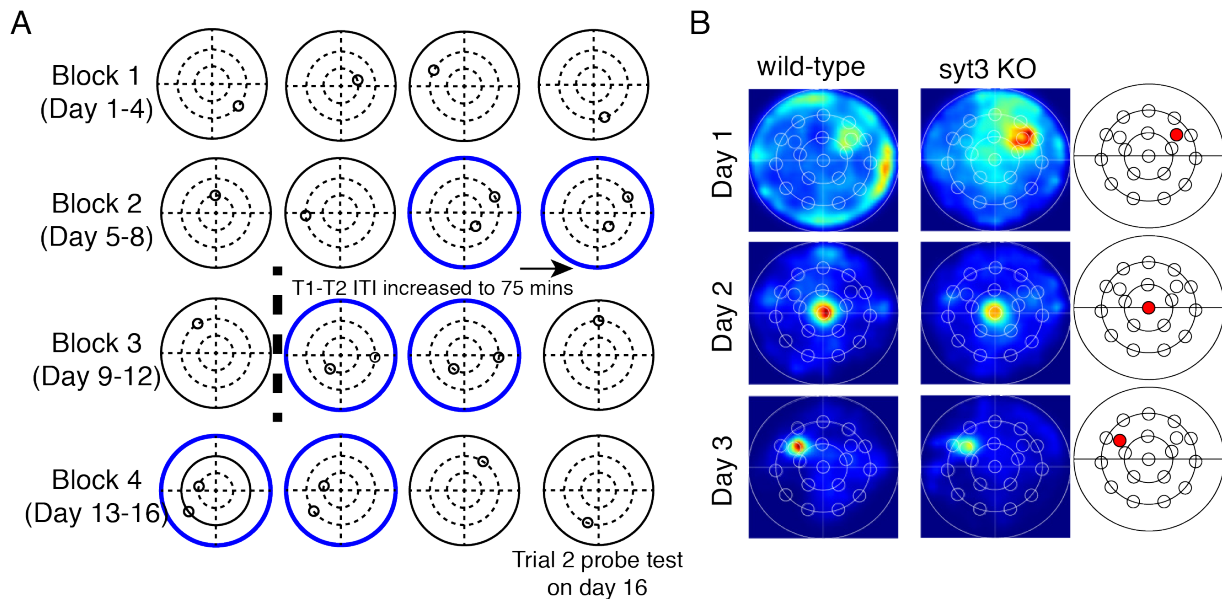 A
Block 1
(Day 1-4)
Block 2
(Day 5-8)
T1-T2 ITI increased to 75 mins
Block 3
(Day 9-12)
Block 4
(Day 13-16)
Trial 2 probe test
on day 16
B
wild-type
syt3 KO
Day 1
Day 2
Day 3